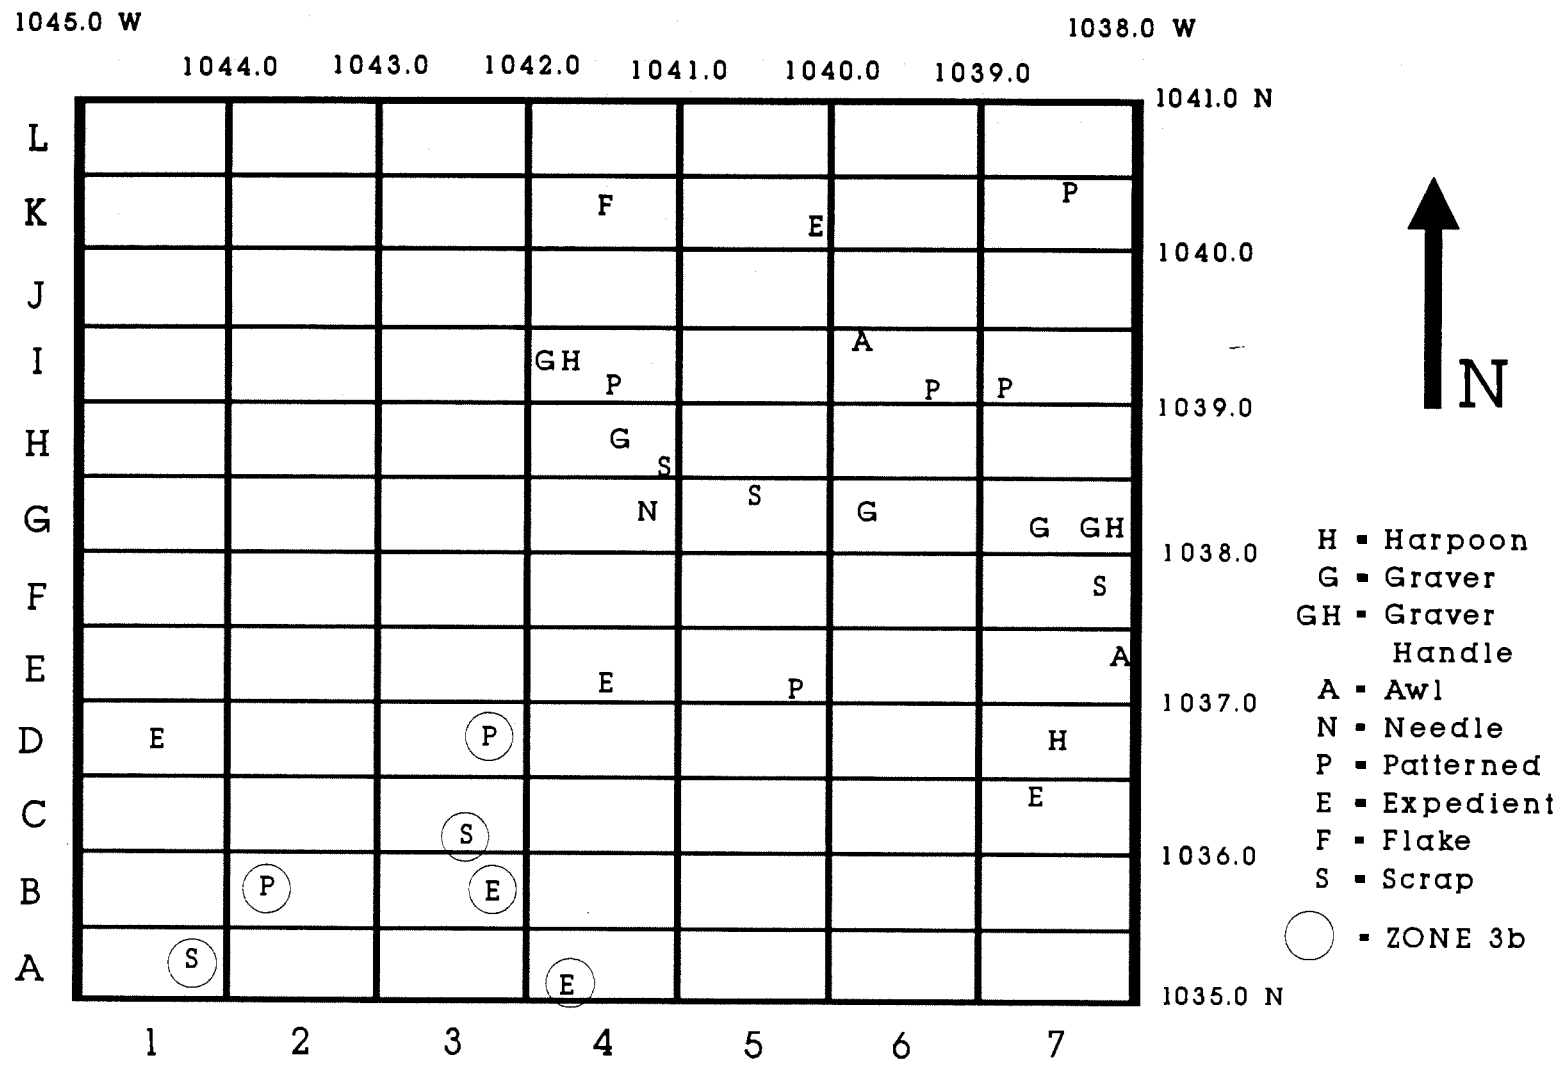 1045.0 W
1038.0 W
1044.0 1043.0 1042.0 1041.0 1040.0 1039.0
1041.0 N
L
K F E P
1040.0
J
I GH P A P P
N
1039.0
H G S
G N S G G GH
1038.0
F S
E E P A
1037.0
D E P H
C S E
1036.0
B P E
A S E
1035.0 N
1 2 3 4 5 6 7
H = Harpoon
G = Graver
GH = Graver
Handle
A = Awl
N = Needle
P = Patterned
E = Expedient
F = Flake
S = Scrap
= ZONE 3b